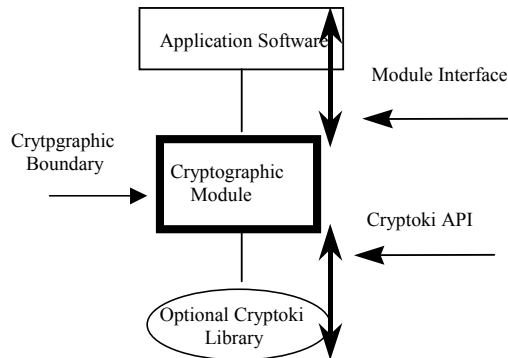 Application Software
Module Interface
Crytpgraphic
Boundary
Cryptographic
Module
Cryptoki API
Optional Cryptoki
Library